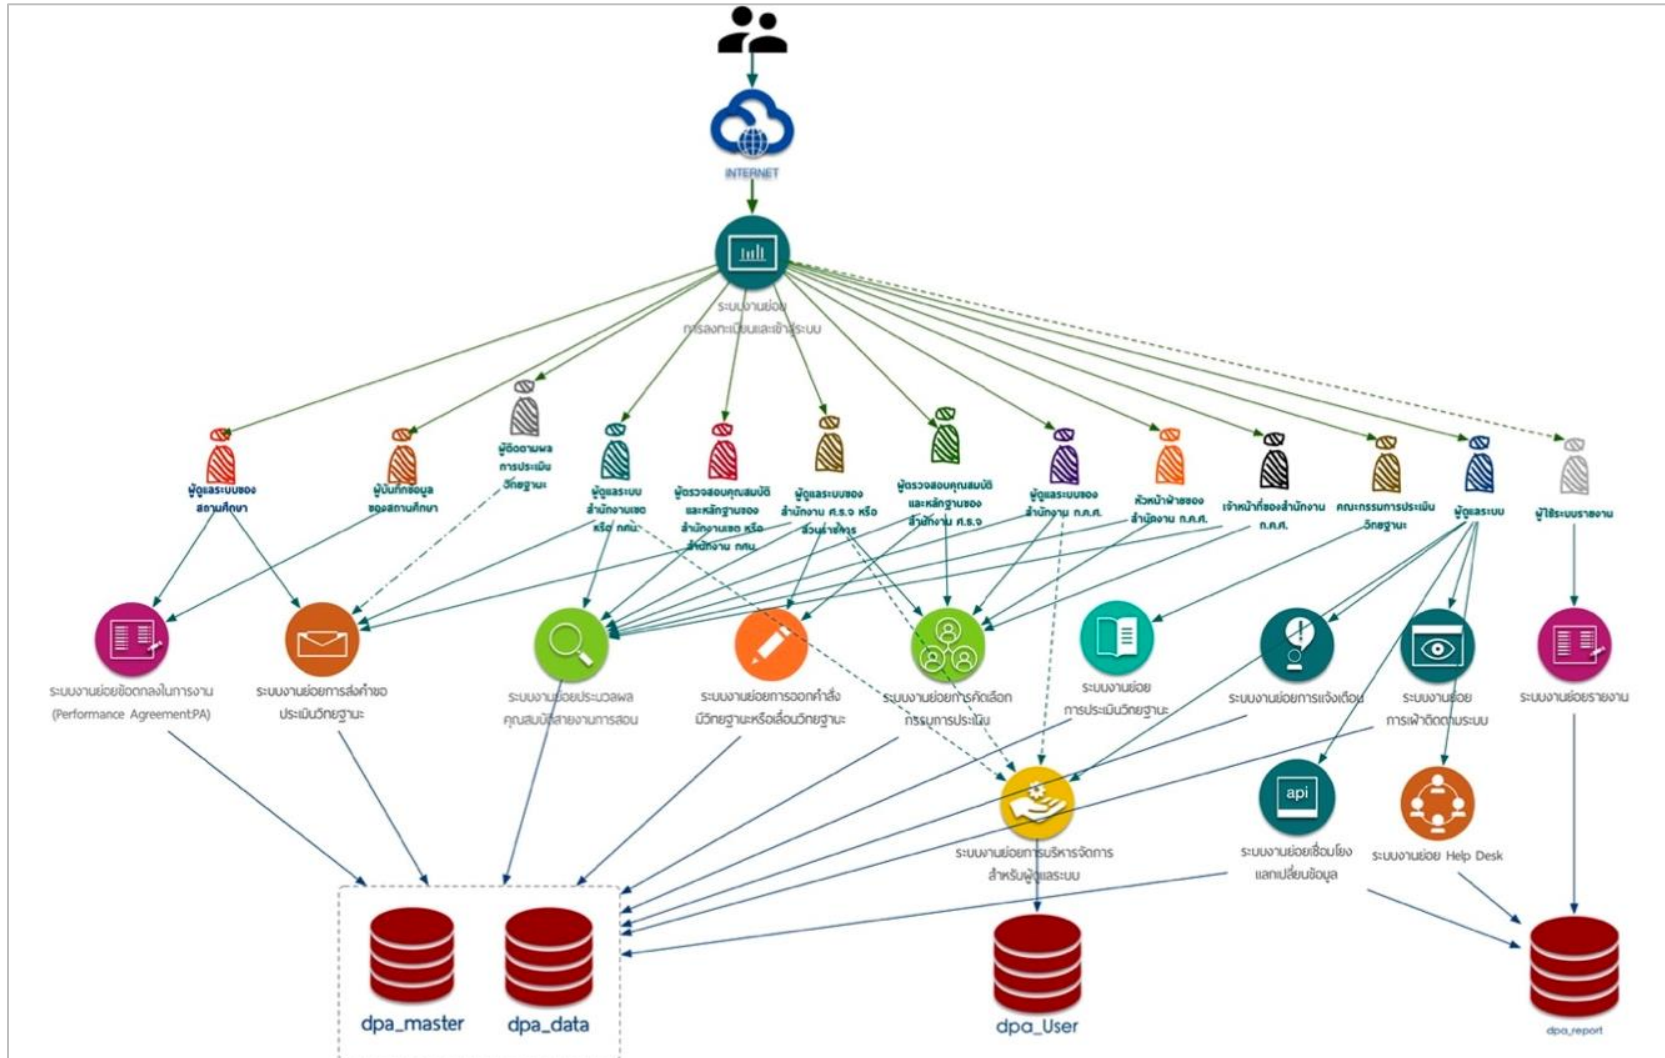 INTERNET
ระบบงานย่อย
การลงทะเบียนและเข้าสู่ระบบ
ผู้ดูแลระบบของ
สถานศึกษา
ผู้บันทึกข้อมูล
ของสถานศึกษา
ผู้ติดตามผล
การประเมิน
วิทยฐานะ
ผู้ดูแลระบบ
สำนักงานเขต
หรือ กศน.
ผู้ตรวจสอบคุณสมบัติ
และหลักฐานของ
สำนักงานเขต หรือ
สำนักงาน กศน.
ผู้ดูแลระบบของ
สำนักงาน ศ.ธ.จ หรือ
ส่วนราชการ
ผู้ตรวจสอบคุณสมบัติ
และหลักฐานของ
สำนักงาน ศ.ธ.จ
ผู้ดูแลระบบของ
สำนักงาน ก.ค.ศ.
หัวหน้าฝ่ายของ
สำนักงาน ก.ค.ศ.
เจ้าหน้าที่ของสำนักงาน
ก.ค.ศ.
คณะกรรมการประเมิน
วิทยฐานะ
ผู้ดูแลระบบ
ผู้ใช้ระบบรายงาน
ระบบงานย่อยข้อตกลงในการงาน
(Performance Agreement:PA)
ระบบงานย่อยการส่งคำขอ
ประเมินวิทยฐานะ
ระบบงานย่อยประมวลผล
คุณสมบัติสายงานการสอน
ระบบงานย่อยการออกคำสั่ง
มีวิทยฐานะหรือเลื่อนวิทยฐานะ
ระบบงานย่อยการคัดเลือก
กรรมการประเมิน
ระบบงานย่อย
การประเมินวิทยฐานะ
ระบบงานย่อยการแจ้งเตือน
ระบบงานย่อย
การเฝ้าติดตามระบบ
ระบบงานย่อยรายงาน
api
ระบบงานย่อยการบริหารจัดการ
สำหรับผู้ดูแลระบบ
ระบบงานย่อยเชื่อมโยง
แลกเปลี่ยนข้อมูล
ระบบงานย่อย Help Desk
dpa_master
dpa_data
dpa_User
dpa_report